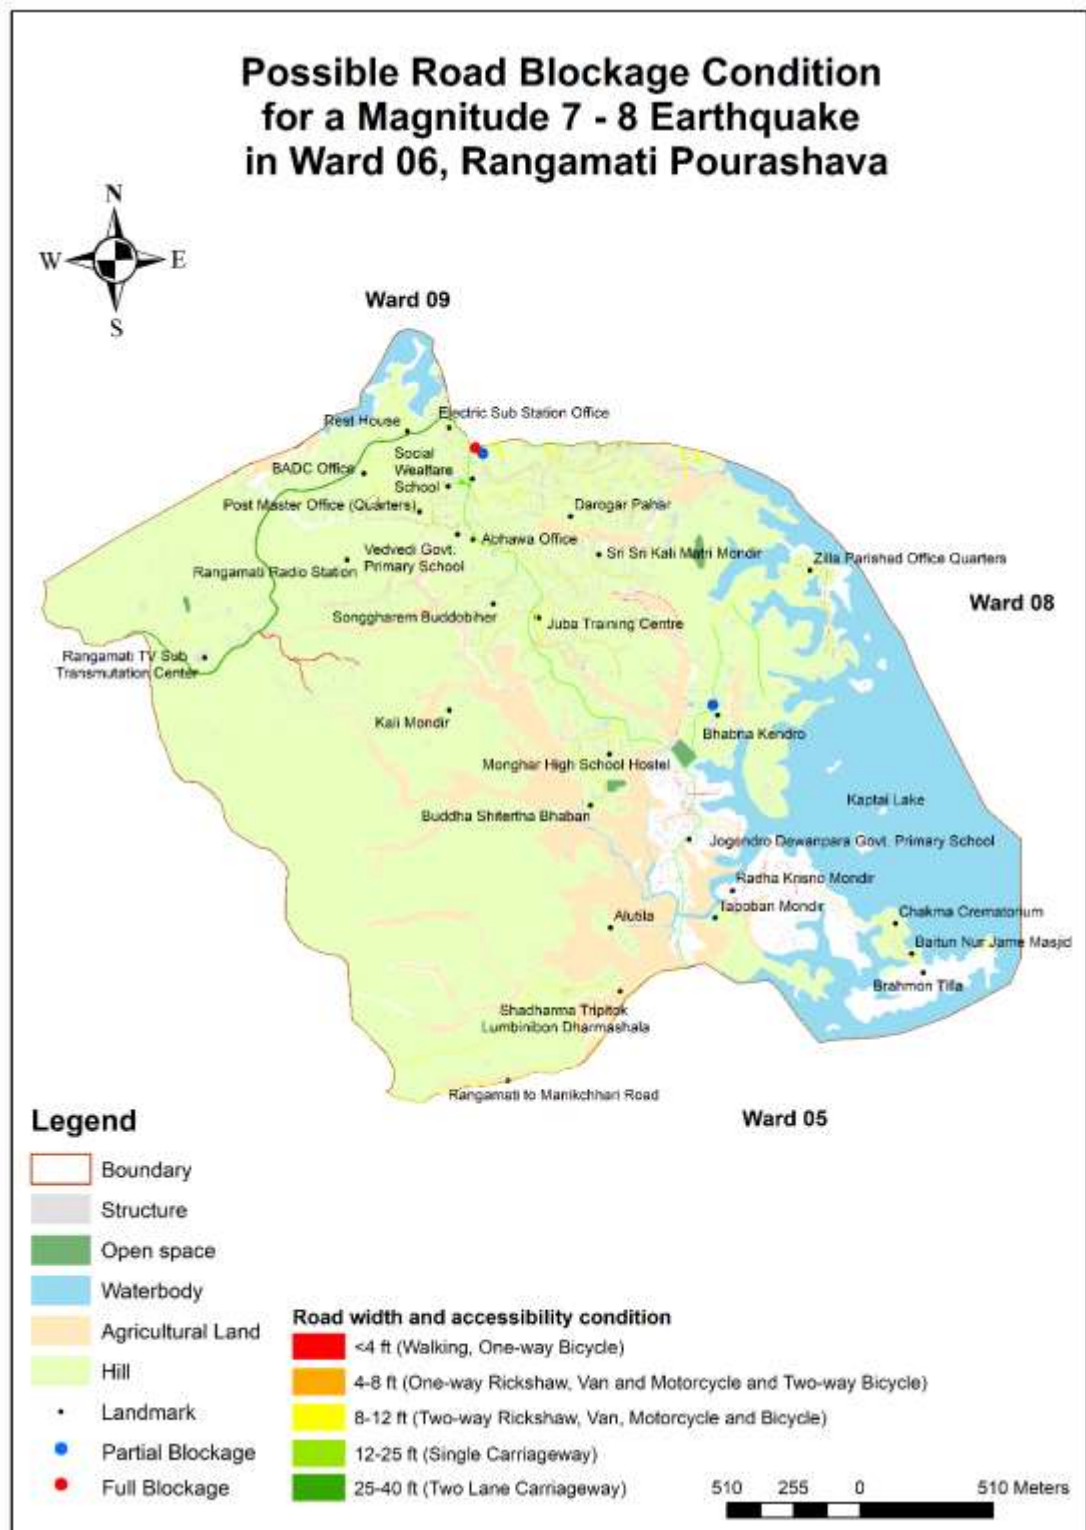 Possible Road Blockage Condition
for a Magnitude 7 - 8 Earthquake
in Ward 06, Rangamati Pourashava
N
W
E
S
Ward 09
Rest House
Electric Sub Station Office
BADC Office
Social
Wealfare
School
Post Master Office (Quarters)
Darogar Pahar
Vedvedi Govt.
Primary School
Abhawa Office
Sri Sri Kali Matri Mondir
Zilla Parished Office Quarters
Rangamati Radio Station
Ward 08
Songgharem Buddobiher
Juba Training Centre
Rangamati TV Sub
Transmutation Center
Kali Mondir
Bhabna Kendro
Monghar High School Hostel
Kaptai Lake
Buddha Shitertha Bhaban
Jogendro Dewanpara Govt. Primary School
Radha Krisno Mondir
Taboban Mondir
Alutila
Chakma Crematorium
Baitun Nur Jame Masjid
Brahmon Tilla
Shadharma Tripitok
Lumbinibon Dharmashala
Rangamati to Manikchhari Road
Ward 05
Legend
Boundary
Structure
Open space
Waterbody
Agricultural Land
Hill
Landmark
Partial Blockage
Full Blockage
Road width and accessibility condition
<4 ft (Walking, One-way Bicycle)
4-8 ft (One-way Rickshaw, Van and Motorcycle and Two-way Bicycle)
8-12 ft (Two-way Rickshaw, Van, Motorcycle and Bicycle)
12-25 ft (Single Carriageway)
25-40 ft (Two Lane Carriageway)
510 255 0 510 Meters